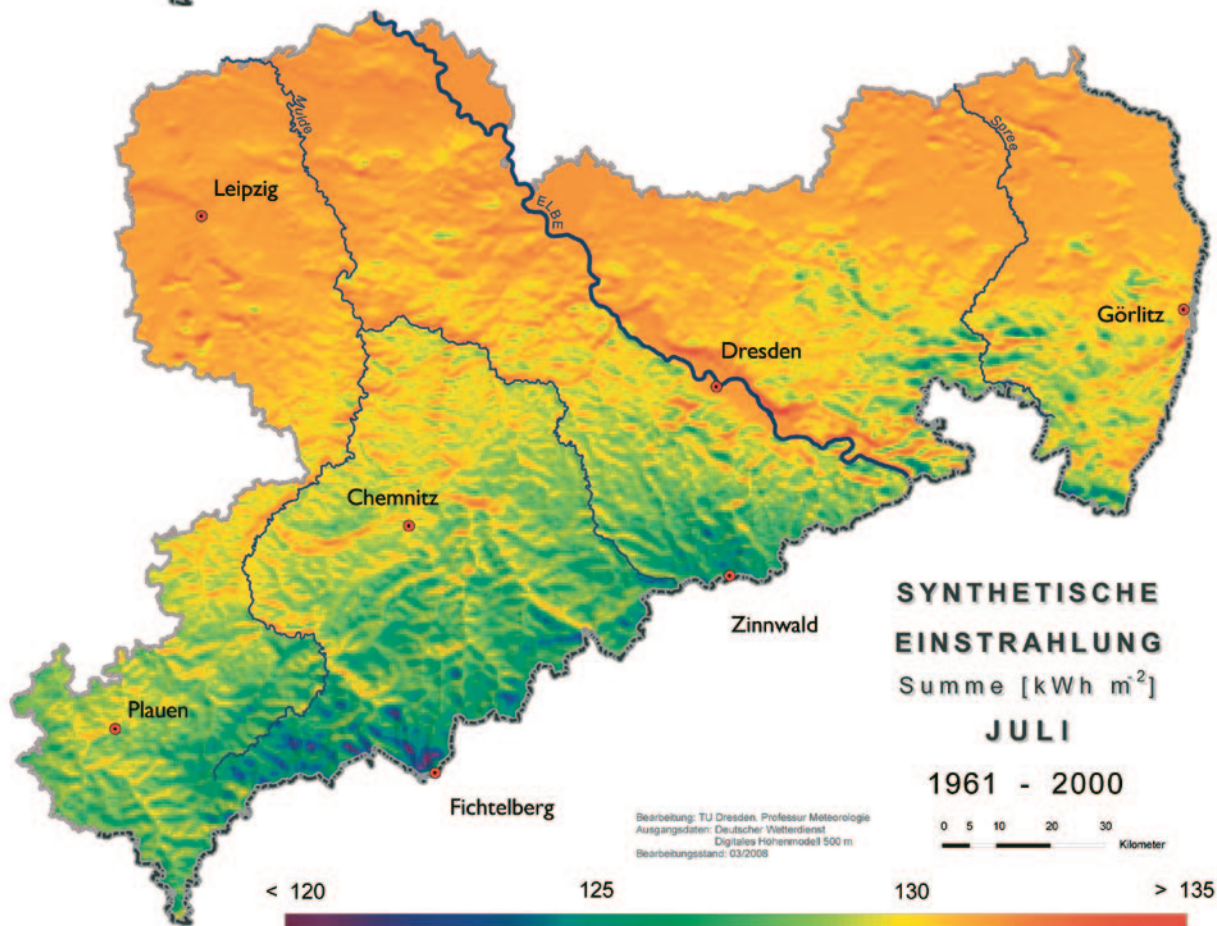 Mulde
Spree
Leipzig
ELBE
Görlitz
Dresden
Chemnitz
Zinnwald
Plauen
Fichtelberg
SYNTHETISCHE
EINSTRAHLUNG
Summe [kWh m⁻²]
JULI
1961 - 2000
0 5 10 20 30
Kilometer
Bearbeitung: TU Dresden, Professur Meteorologie
Ausgangsdaten: Deutscher Wetterdienst
Digitales Höhenmodell 500 m
Bearbeitungsstand: 03/2008
< 120 125 130 > 135